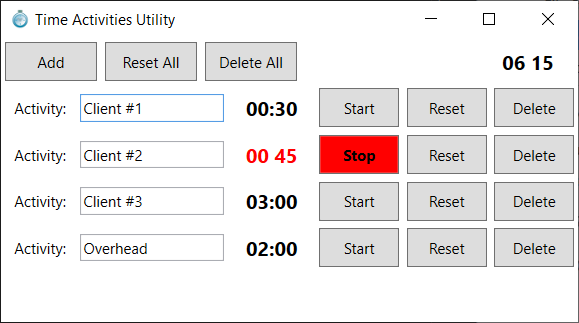 Time Activities Utility
Add Reset All Delete All 06 15
Activity: Client #1 00:30 Start Reset Delete
Activity: Client #2 00 45 Stop Reset Delete
Activity: Client #3 03:00 Start Reset Delete
Activity: Overhead 02:00 Start Reset Delete